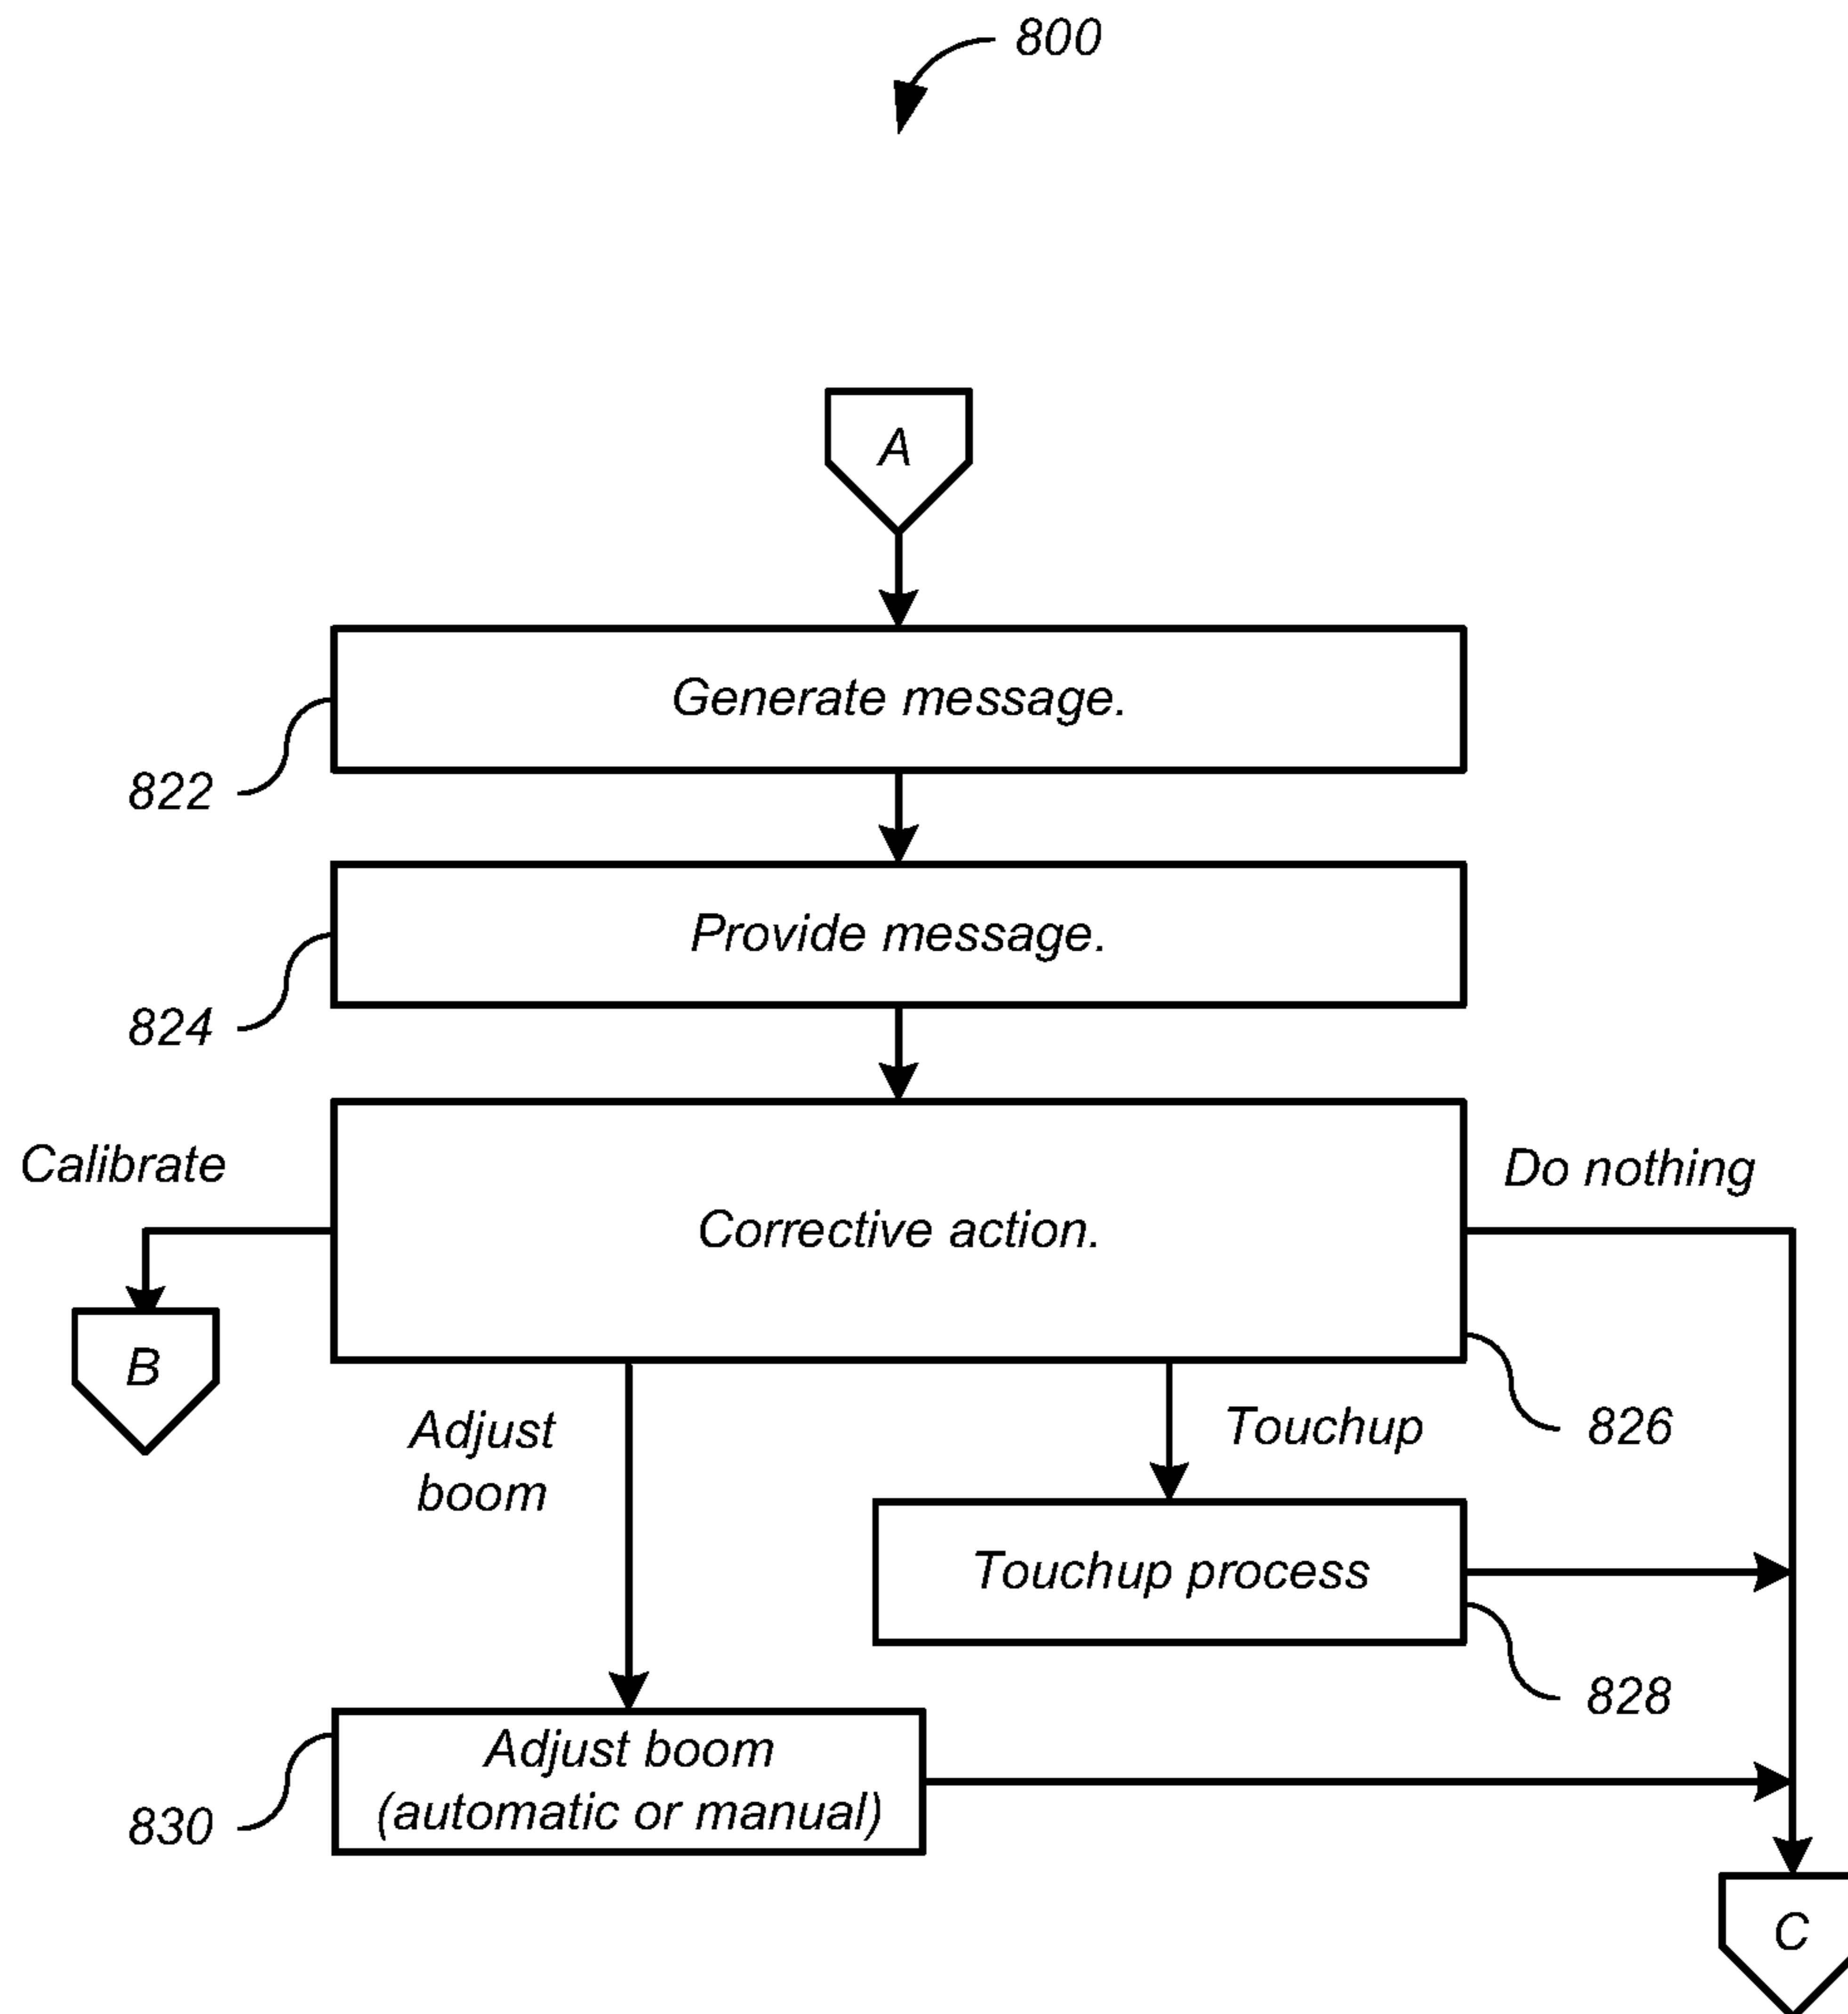 800
A
Generate message.
822
Provide message.
824
Calibrate
Do nothing
Corrective action.
B
Adjust
boom
Touchup
826
Touchup process
828
Adjust boom
(automatic or manual)
830
C